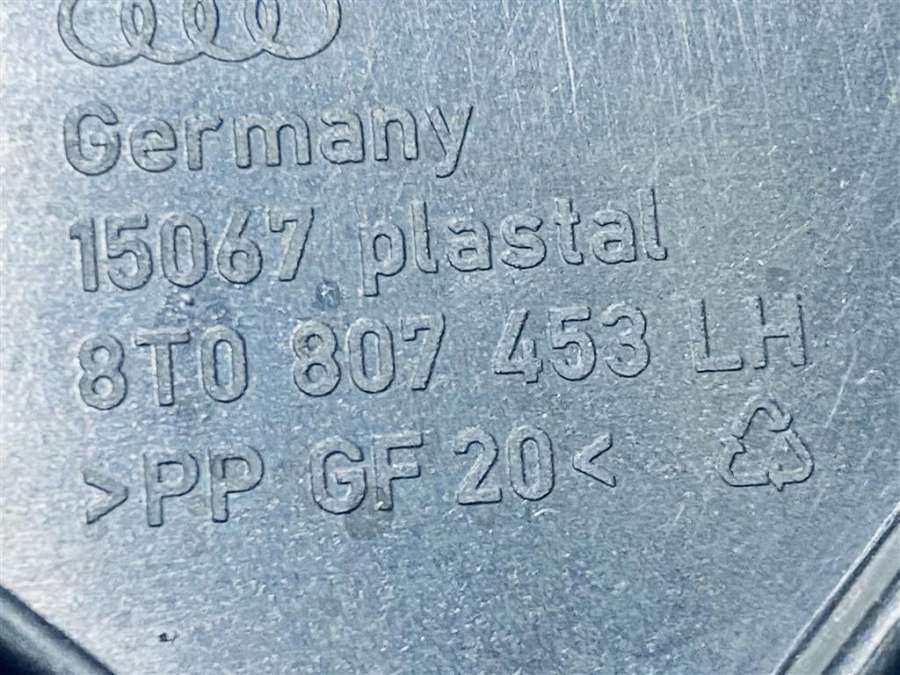 Germany
15067 plastal
8T0 807 453 LH
>PP GF 20<